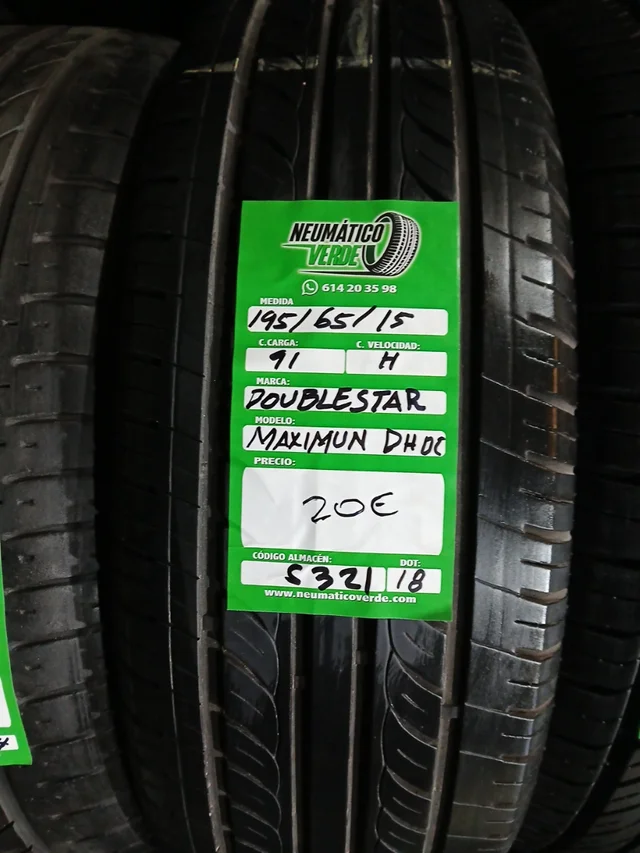 NEUMÁTICO
VERDE
614 20 35 98
MEDIDA
195/65/15
C.CARGA: C. VELOCIDAD:
91 H
MARCA:
DOUBLESTAR
MODELO:
MAXIMUN DH0C
PRECIO:
20€
CÓDIGO ALMACÉN: DOT:
S321 18
www.neumaticoverde.com